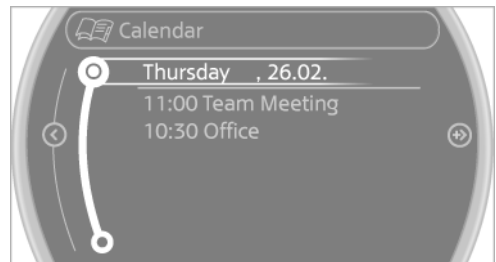 Calendar
Thursday , 26.02.
11:00 Team Meeting
10:30 Office